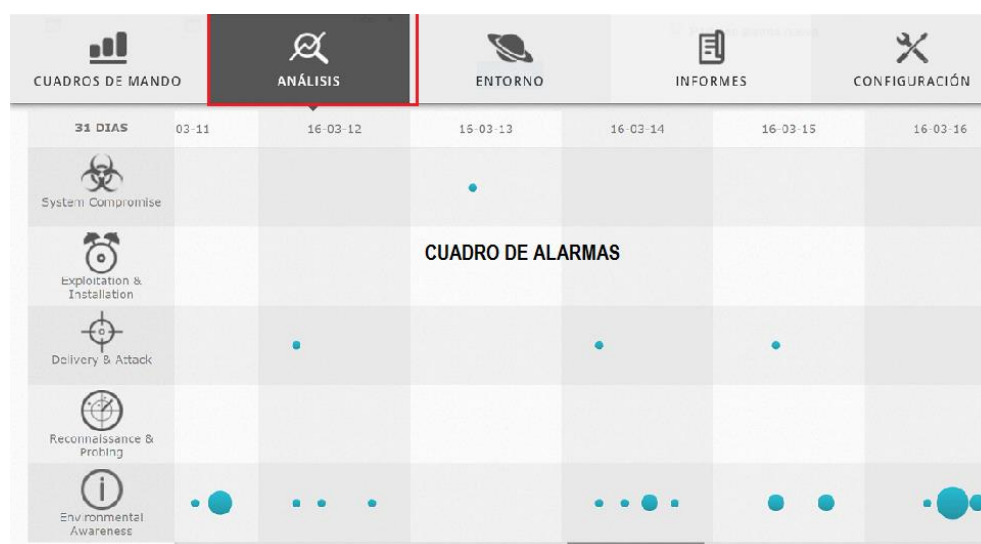 CUADROS DE MANDO
ANÁLISIS
ENTORNO
INFORMES
CONFIGURACIÓN
31 DIAS
03-11
16-03-12
16-03-13
16-03-14
16-03-15
16-03-16
System Compromise
CUADRO DE ALARMAS
Exploitation &
Installation
Delivery & Attack
Reconnaissance &
Probing
Environmental
Awareness